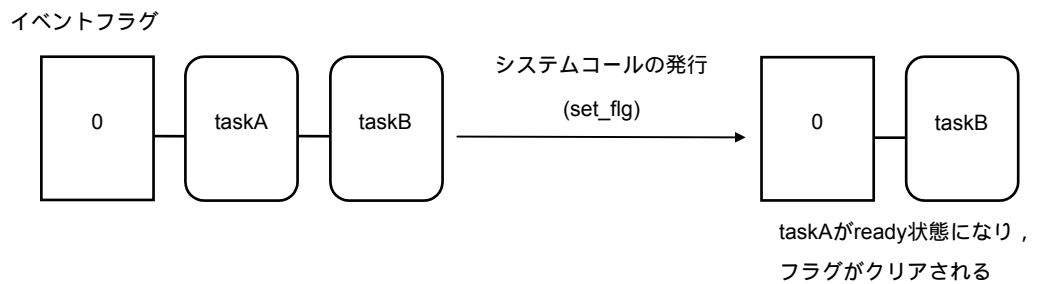 イベントフラグ
0
taskA
taskB
システムコールの発行
(set_flg)
0
taskB
taskAがready状態になり，
フラグがクリアされる